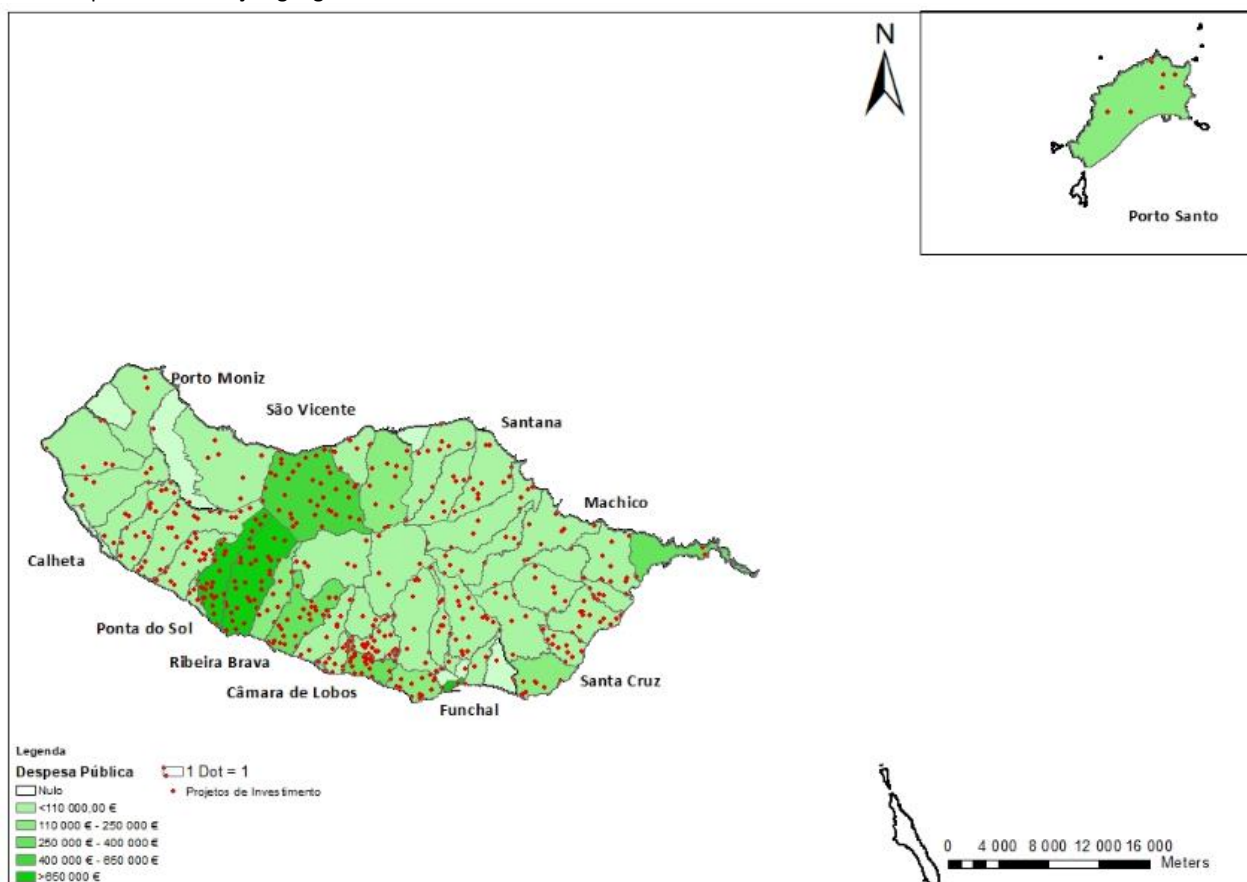 N
Porto Santo
Porto Moniz
São Vicente
Santana
Machico
Calheta
Ponta do Sol
Ribeira Brava
Câmara de Lobos
Funchal
Santa Cruz
Legenda
Despesa Pública
Nulo
<110 000,00 €
110 000 € - 250 000 €
250 000 € - 400 000 €
400 000 € - 650 000 €
>650 000 €
1 Dot = 1
Projetos de Investimento
0 4 000 8 000 12 000 16 000
Meters